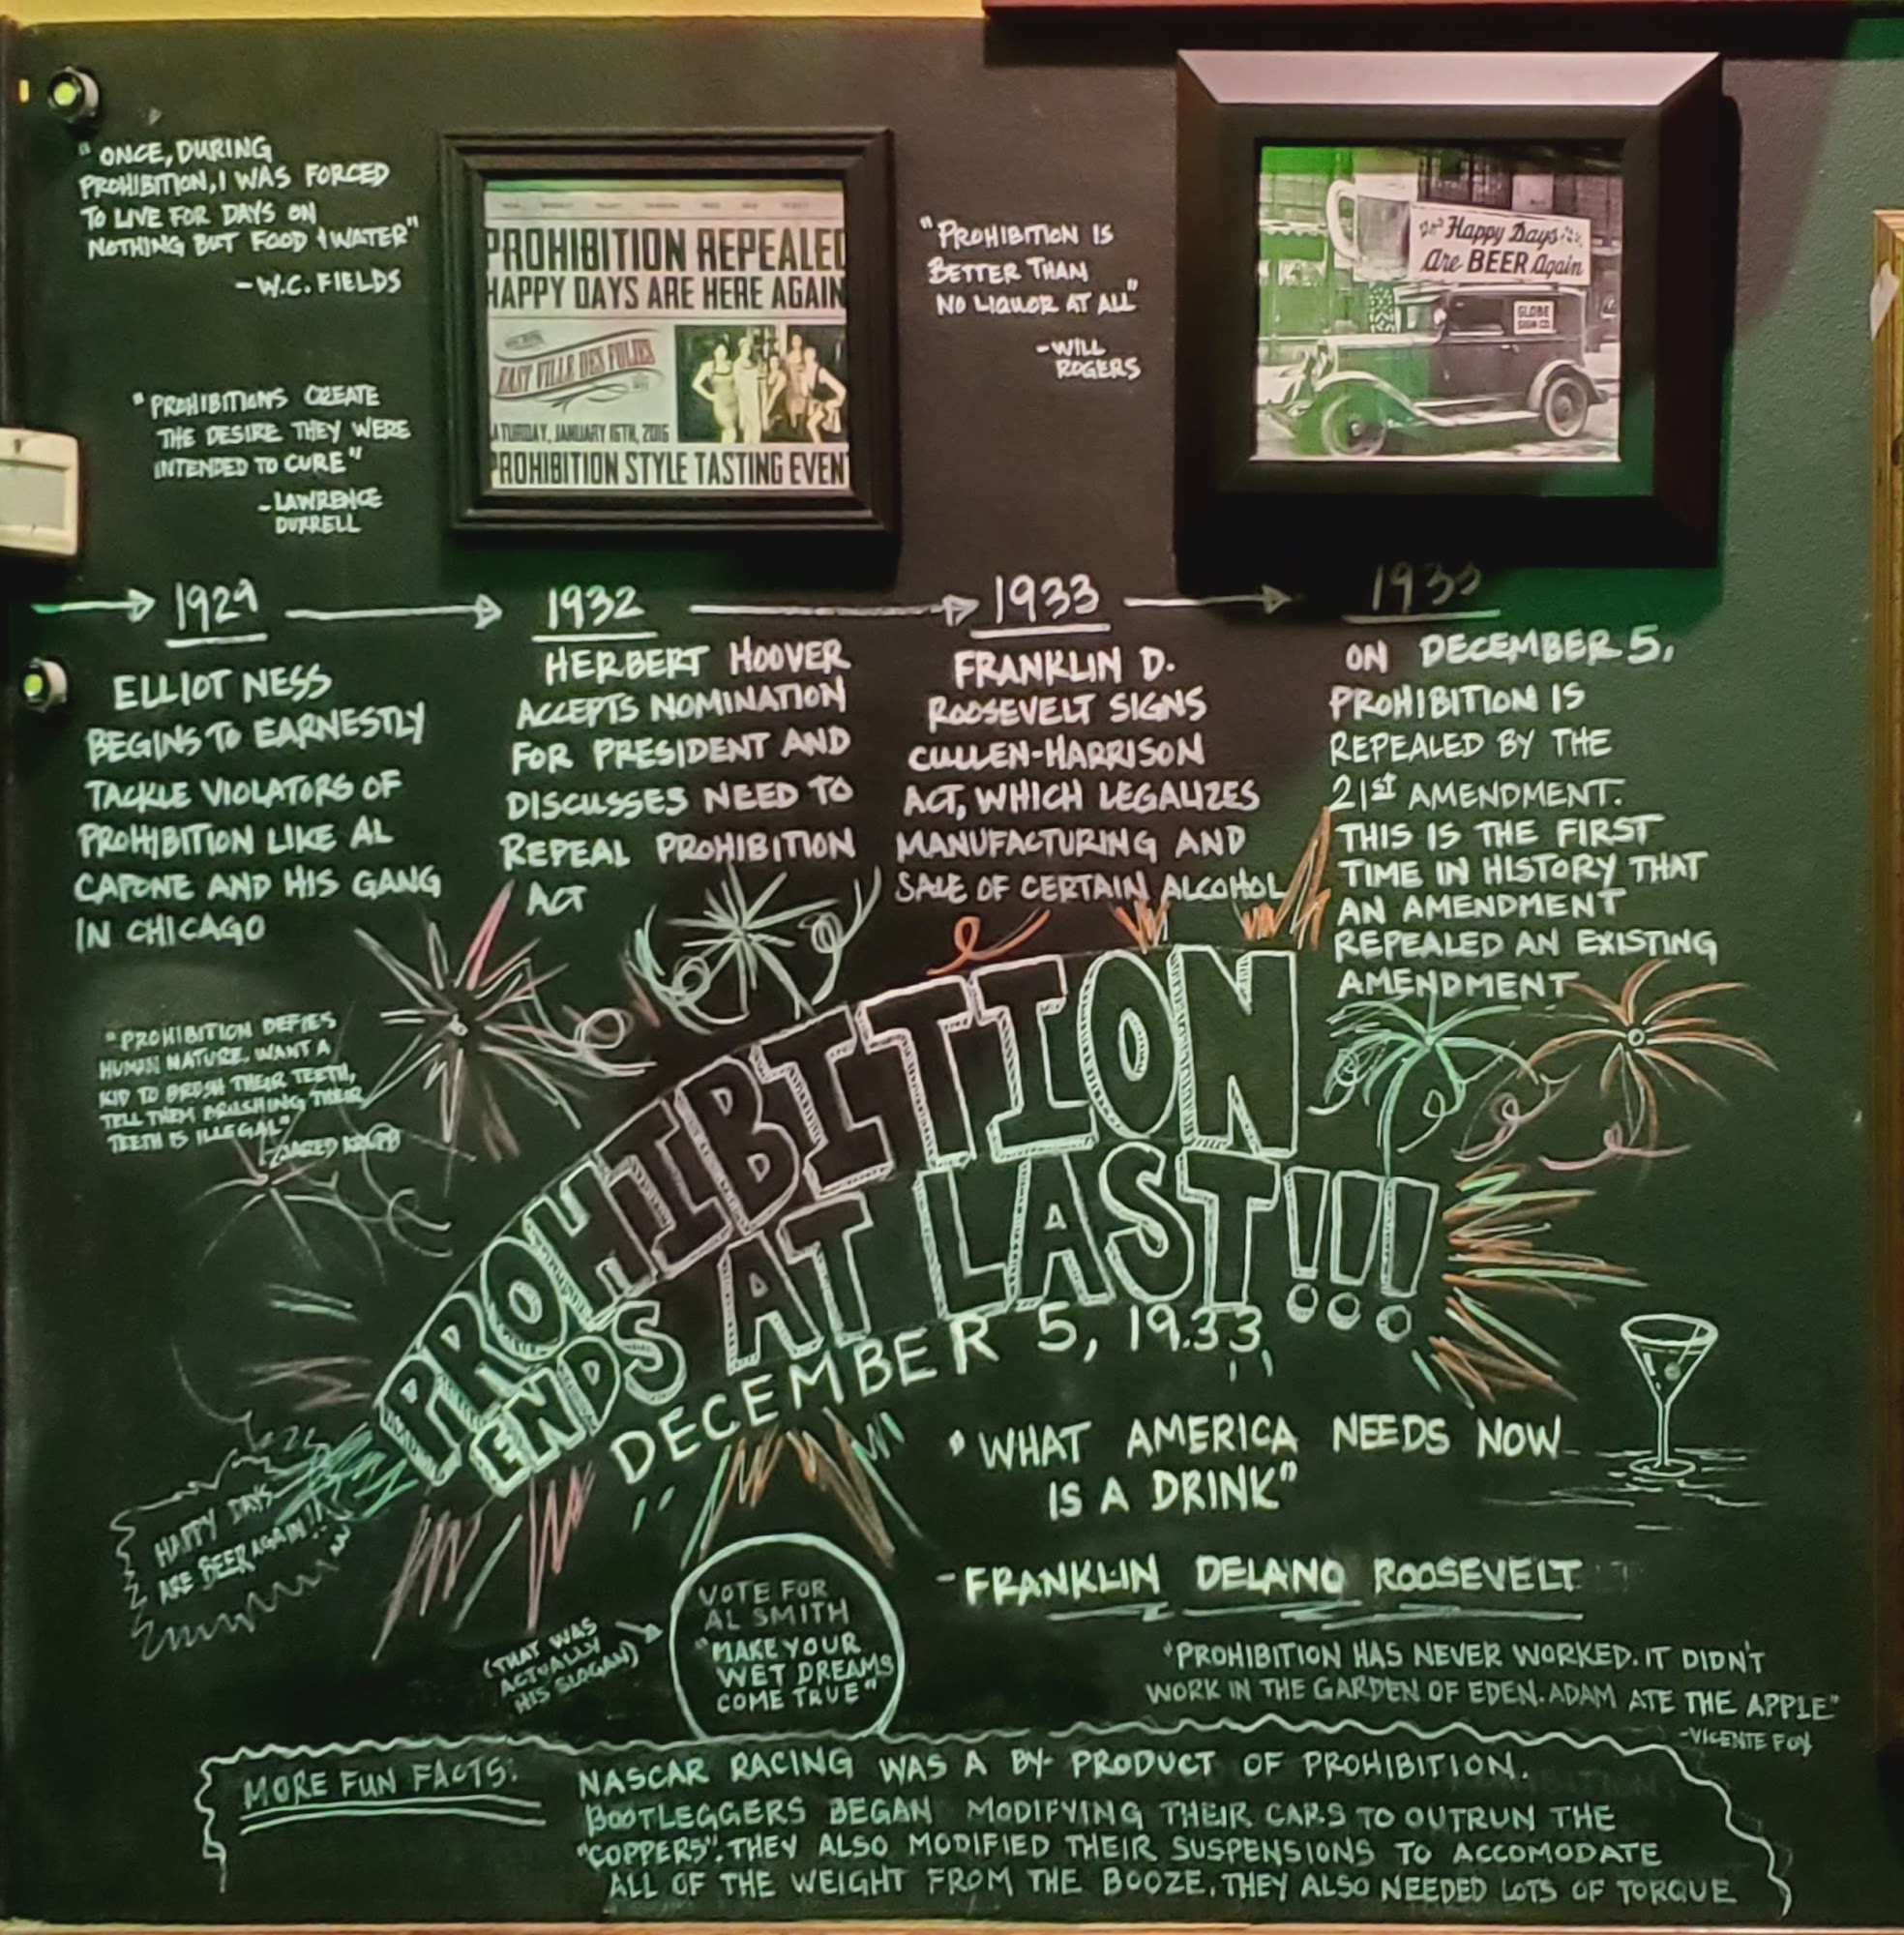 "ONCE, DURING
PROHIBITION, I WAS FORCED
TO LIVE FOR DAYS ON
NOTHING BUT FOOD & WATER"
-W.C. FIELDS
"PROHIBITIONS CREATE
THE DESIRE THEY WERE
INTENDED TO CURE"
-LAWRENCE
DURRELL
PROHIBITION REPEALED
HAPPY DAYS ARE HERE AGAIN
EAST VILLE DES FOLIES
ATURDAY, JANUARY 16TH, 2016
PROHIBITION STYLE TASTING EVENT
"PROHIBITION IS
BETTER THAN
NO LIQUOR AT ALL"
-WILL
ROGERS
Happy Days
Are BEER Again
GLOBE
SIGN CO.
1929
ELLIOT NESS
BEGINS TO EARNESTLY
TACKLE VIOLATORS OF
PROHIBITION LIKE AL
CAPONE AND HIS GANG
IN CHICAGO
1932
HERBERT HOOVER
ACCEPTS NOMINATION
FOR PRESIDENT AND
DISCUSSES NEED TO
REPEAL PROHIBITION
ACT
1933
FRANKLIN D.
ROOSEVELT SIGNS
CULLEN-HARRISON
ACT, WHICH LEGALIZES
MANUFACTURING AND
SALE OF CERTAIN ALCOHOL
1933
ON DECEMBER 5,
PROHIBITION IS
REPEALED BY THE
21ST AMENDMENT.
THIS IS THE FIRST
TIME IN HISTORY THAT
AN AMENDMENT
REPEALED AN EXISTING
AMENDMENT
"PROHIBITION DEFIES
HUMAN NATURE. WANT A
KID TO BRUSH THEIR TEETH,
TELL THEM BRUSHING THEIR
TEETH IS ILLEGAL"
-JARED
PROHIBITION
ENDS AT LAST!!!
DECEMBER 5, 1933
HAPPY DAYS
ARE BEER AGAIN!!!
"WHAT AMERICA NEEDS NOW
IS A DRINK"
-FRANKLIN DELANO ROOSEVELT
(THAT WAS
ACTUALLY
HIS SLOGAN)
VOTE FOR
AL SMITH
"MAKE YOUR
WET DREAMS
COME TRUE"
"PROHIBITION HAS NEVER WORKED. IT DIDN'T
WORK IN THE GARDEN OF EDEN. ADAM ATE THE APPLE"
-VICENTE FOX
MORE FUN FACTS:
NASCAR RACING WAS A BY-PRODUCT OF PROHIBITION.
BOOTLEGGERS BEGAN MODIFYING THEIR CARS TO OUTRUN THE
"COPPERS". THEY ALSO MODIFIED THEIR SUSPENSIONS TO ACCOMODATE
ALL OF THE WEIGHT FROM THE BOOZE. THEY ALSO NEEDED LOTS OF TORQUE